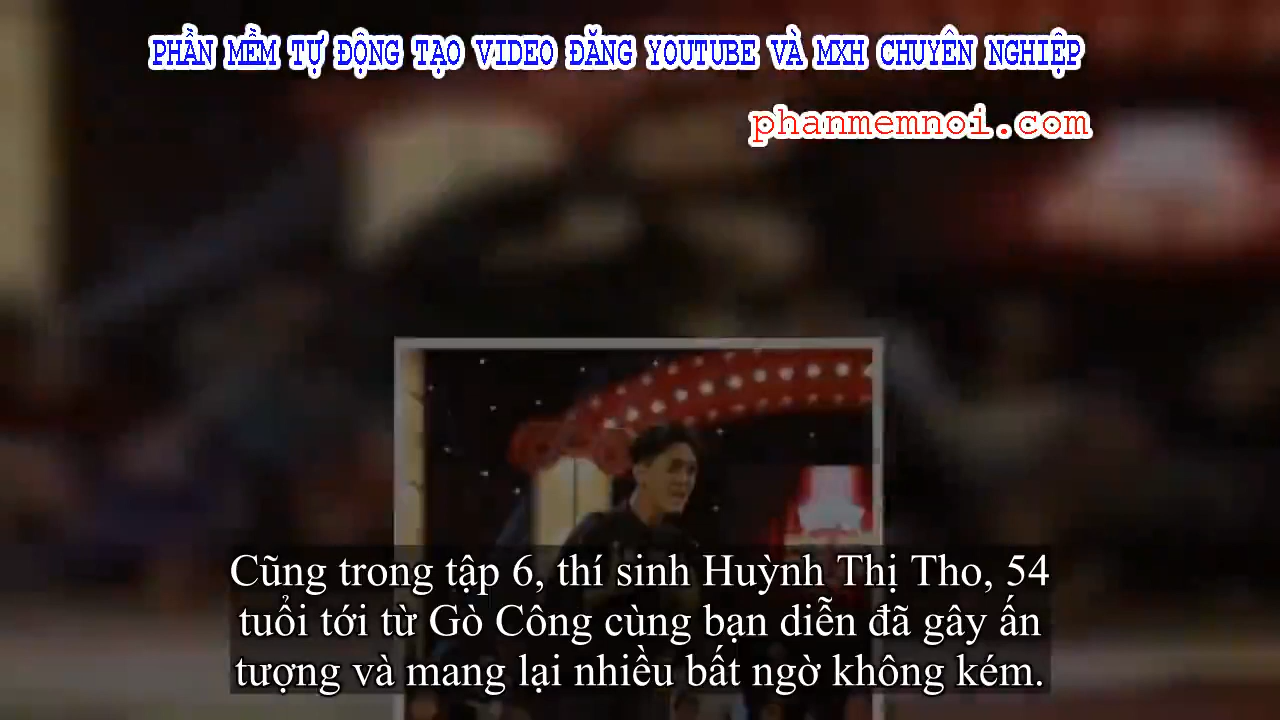 PHẦN MỀM TỰ ĐỘNG TẠO VIDEO ĐĂNG YOUTUBE VÀ MXH CHUYÊN NGHIỆP
phanmemnoi.com
Cũng trong tập 6, thí sinh Huỳnh Thị Tho, 54
tuổi tới từ Gò Công cùng bạn diễn đã gây ấn
tượng và mang lại nhiều bất ngờ không kém.